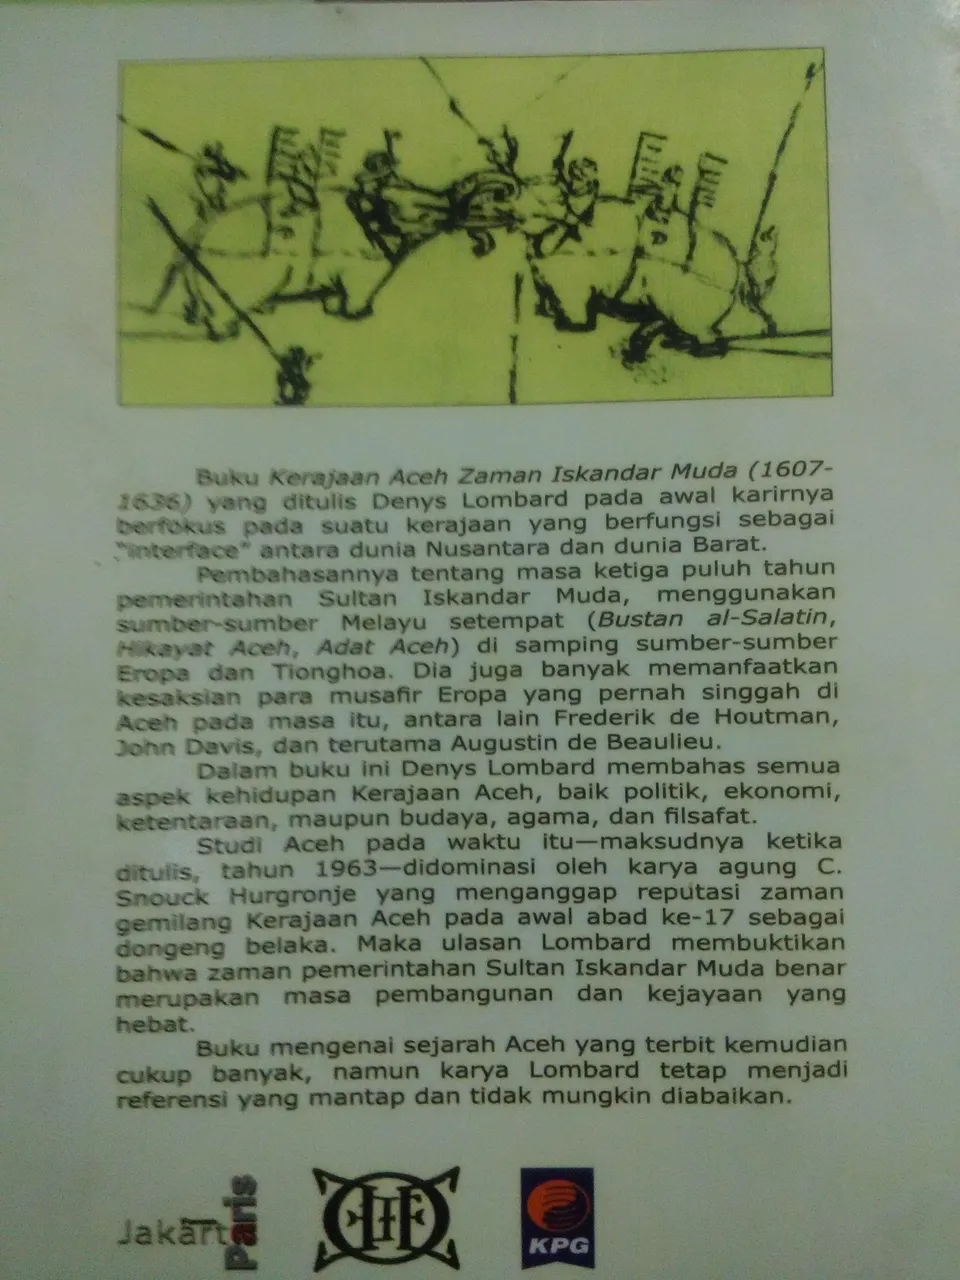 Buku Kerajaan Aceh Zaman Iskandar Muda (1607-
1636) yang ditulis Denys Lombard pada awal karirnya
berfokus pada suatu kerajaan yang berfungsi sebagai
"interface" antara dunia Nusantara dan dunia Barat.
Pembahasannya tentang masa ketiga puluh tahun
pemerintahan Sultan Iskandar Muda, menggunakan
sumber-sumber Melayu setempat (Bustan al-Salatin,
Hikayat Aceh, Adat Aceh) di samping sumber-sumber
Eropa dan Tionghoa. Dia juga banyak memanfaatkan
kesaksian para musafir Eropa yang pernah singgah di
Aceh pada masa itu, antara lain Frederik de Houtman,
John Davis, dan terutama Augustin de Beaulieu.
Dalam buku ini Denys Lombard membahas semua
aspek kehidupan Kerajaan Aceh, baik politik, ekonomi,
ketentaraan, maupun budaya, agama, dan filsafat.
Studi Aceh pada waktu itu—maksudnya ketika
ditulis, tahun 1963—didominasi oleh karya agung C.
Snouck Hurgronje yang menganggap reputasi zaman
gemilang Kerajaan Aceh pada awal abad ke-17 sebagai
dongeng belaka. Maka ulasan Lombard membuktikan
bahwa zaman pemerintahan Sultan Iskandar Muda benar
merupakan masa pembangunan dan kejayaan yang
hebat.
Buku mengenai sejarah Aceh yang terbit kemudian
cukup banyak, namun karya Lombard tetap menjadi
referensi yang mantap dan tidak mungkin diabaikan.
Jakart
Paris
KPG